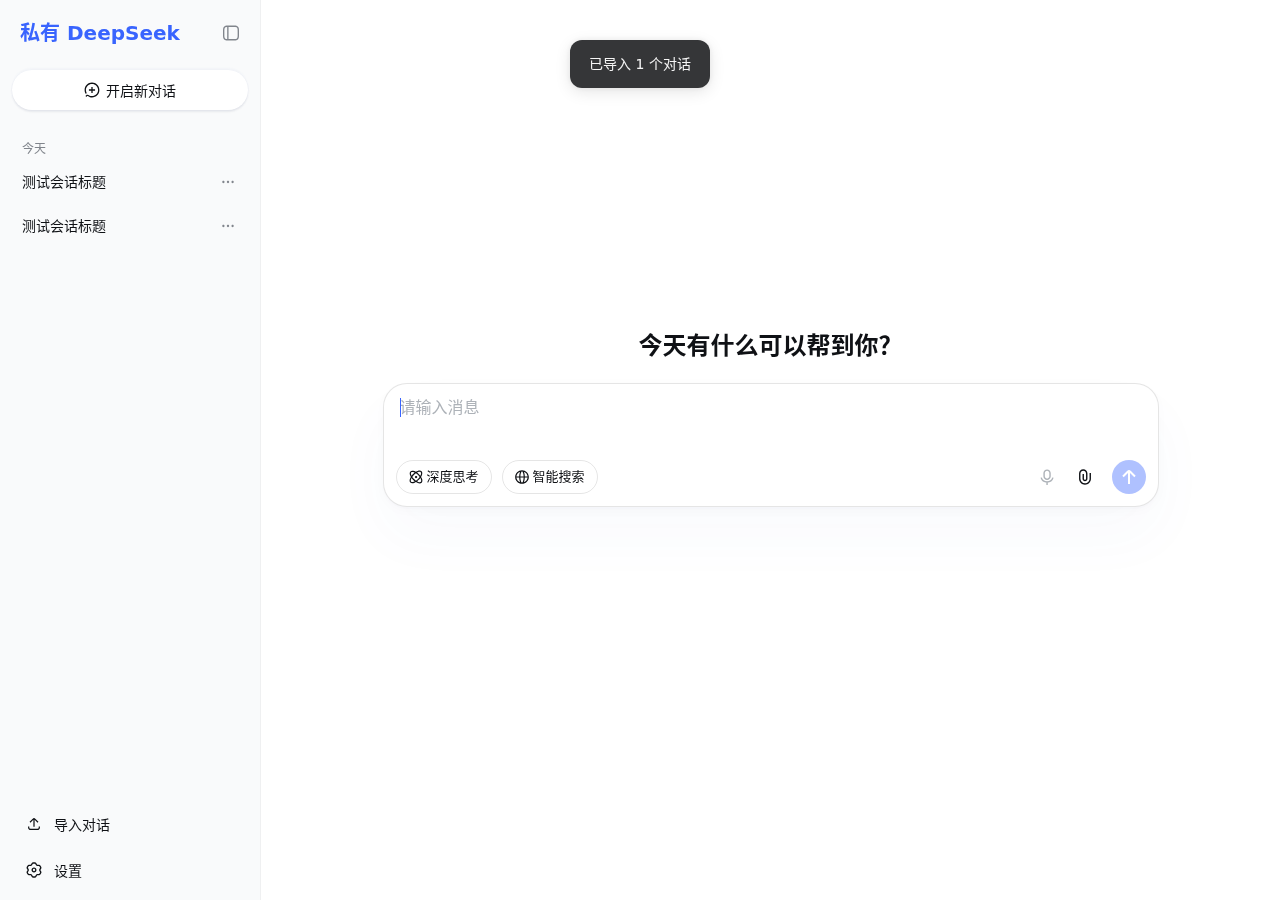 私有 DeepSeek
开启新对话
今天
测试会话标题
测试会话标题
导入对话
设置
已导入 1 个对话
今天有什么可以帮到你?
请输入消息
深度思考
智能搜索